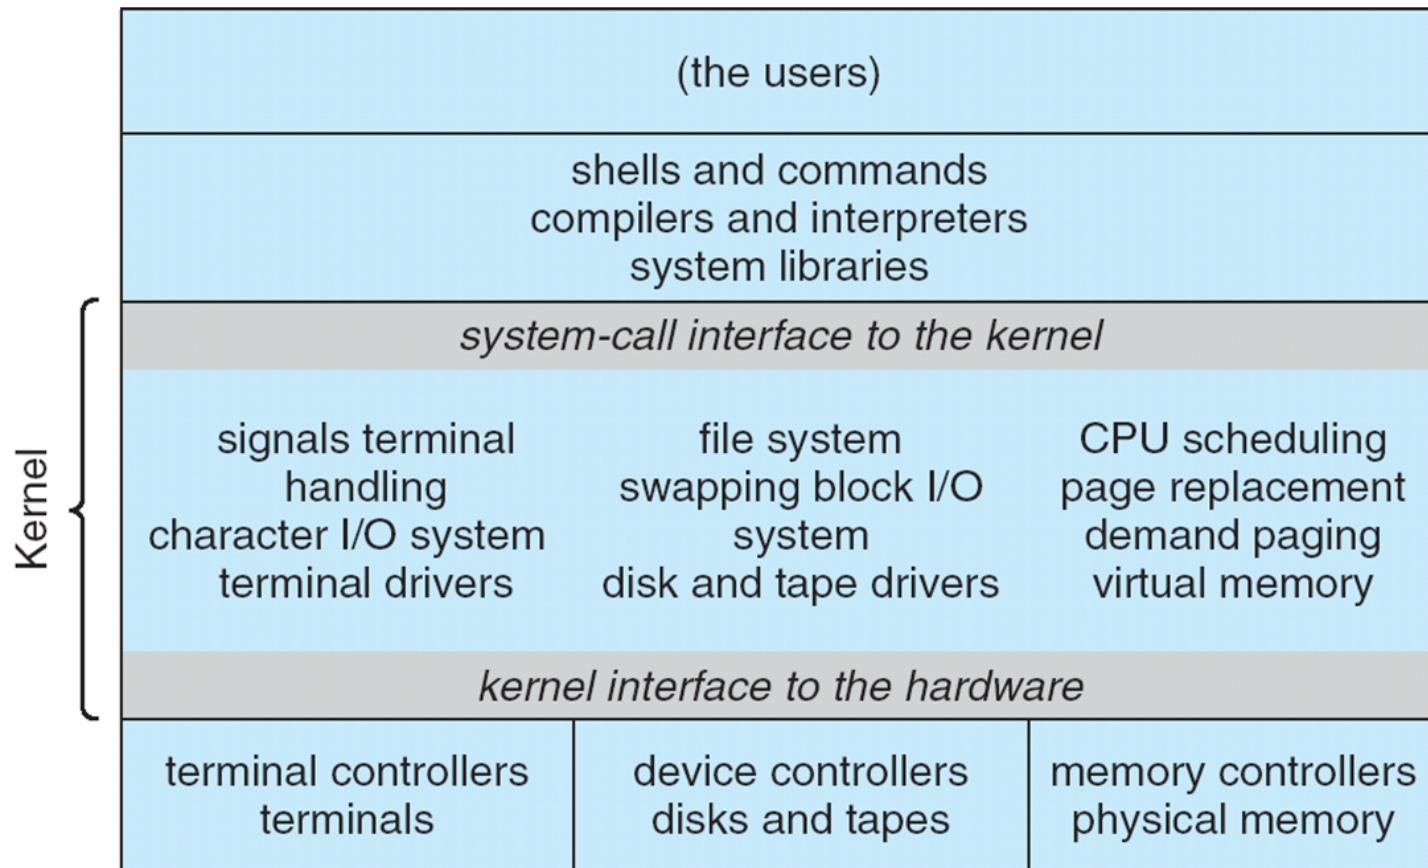 (the users)
shells and commands
compilers and interpreters
system libraries
system-call interface to the kernel
Kernel
signals terminal
handling
character I/O system
terminal drivers
file system
swapping block I/O
system
disk and tape drivers
CPU scheduling
page replacement
demand paging
virtual memory
kernel interface to the hardware
terminal controllers
terminals
device controllers
disks and tapes
memory controllers
physical memory